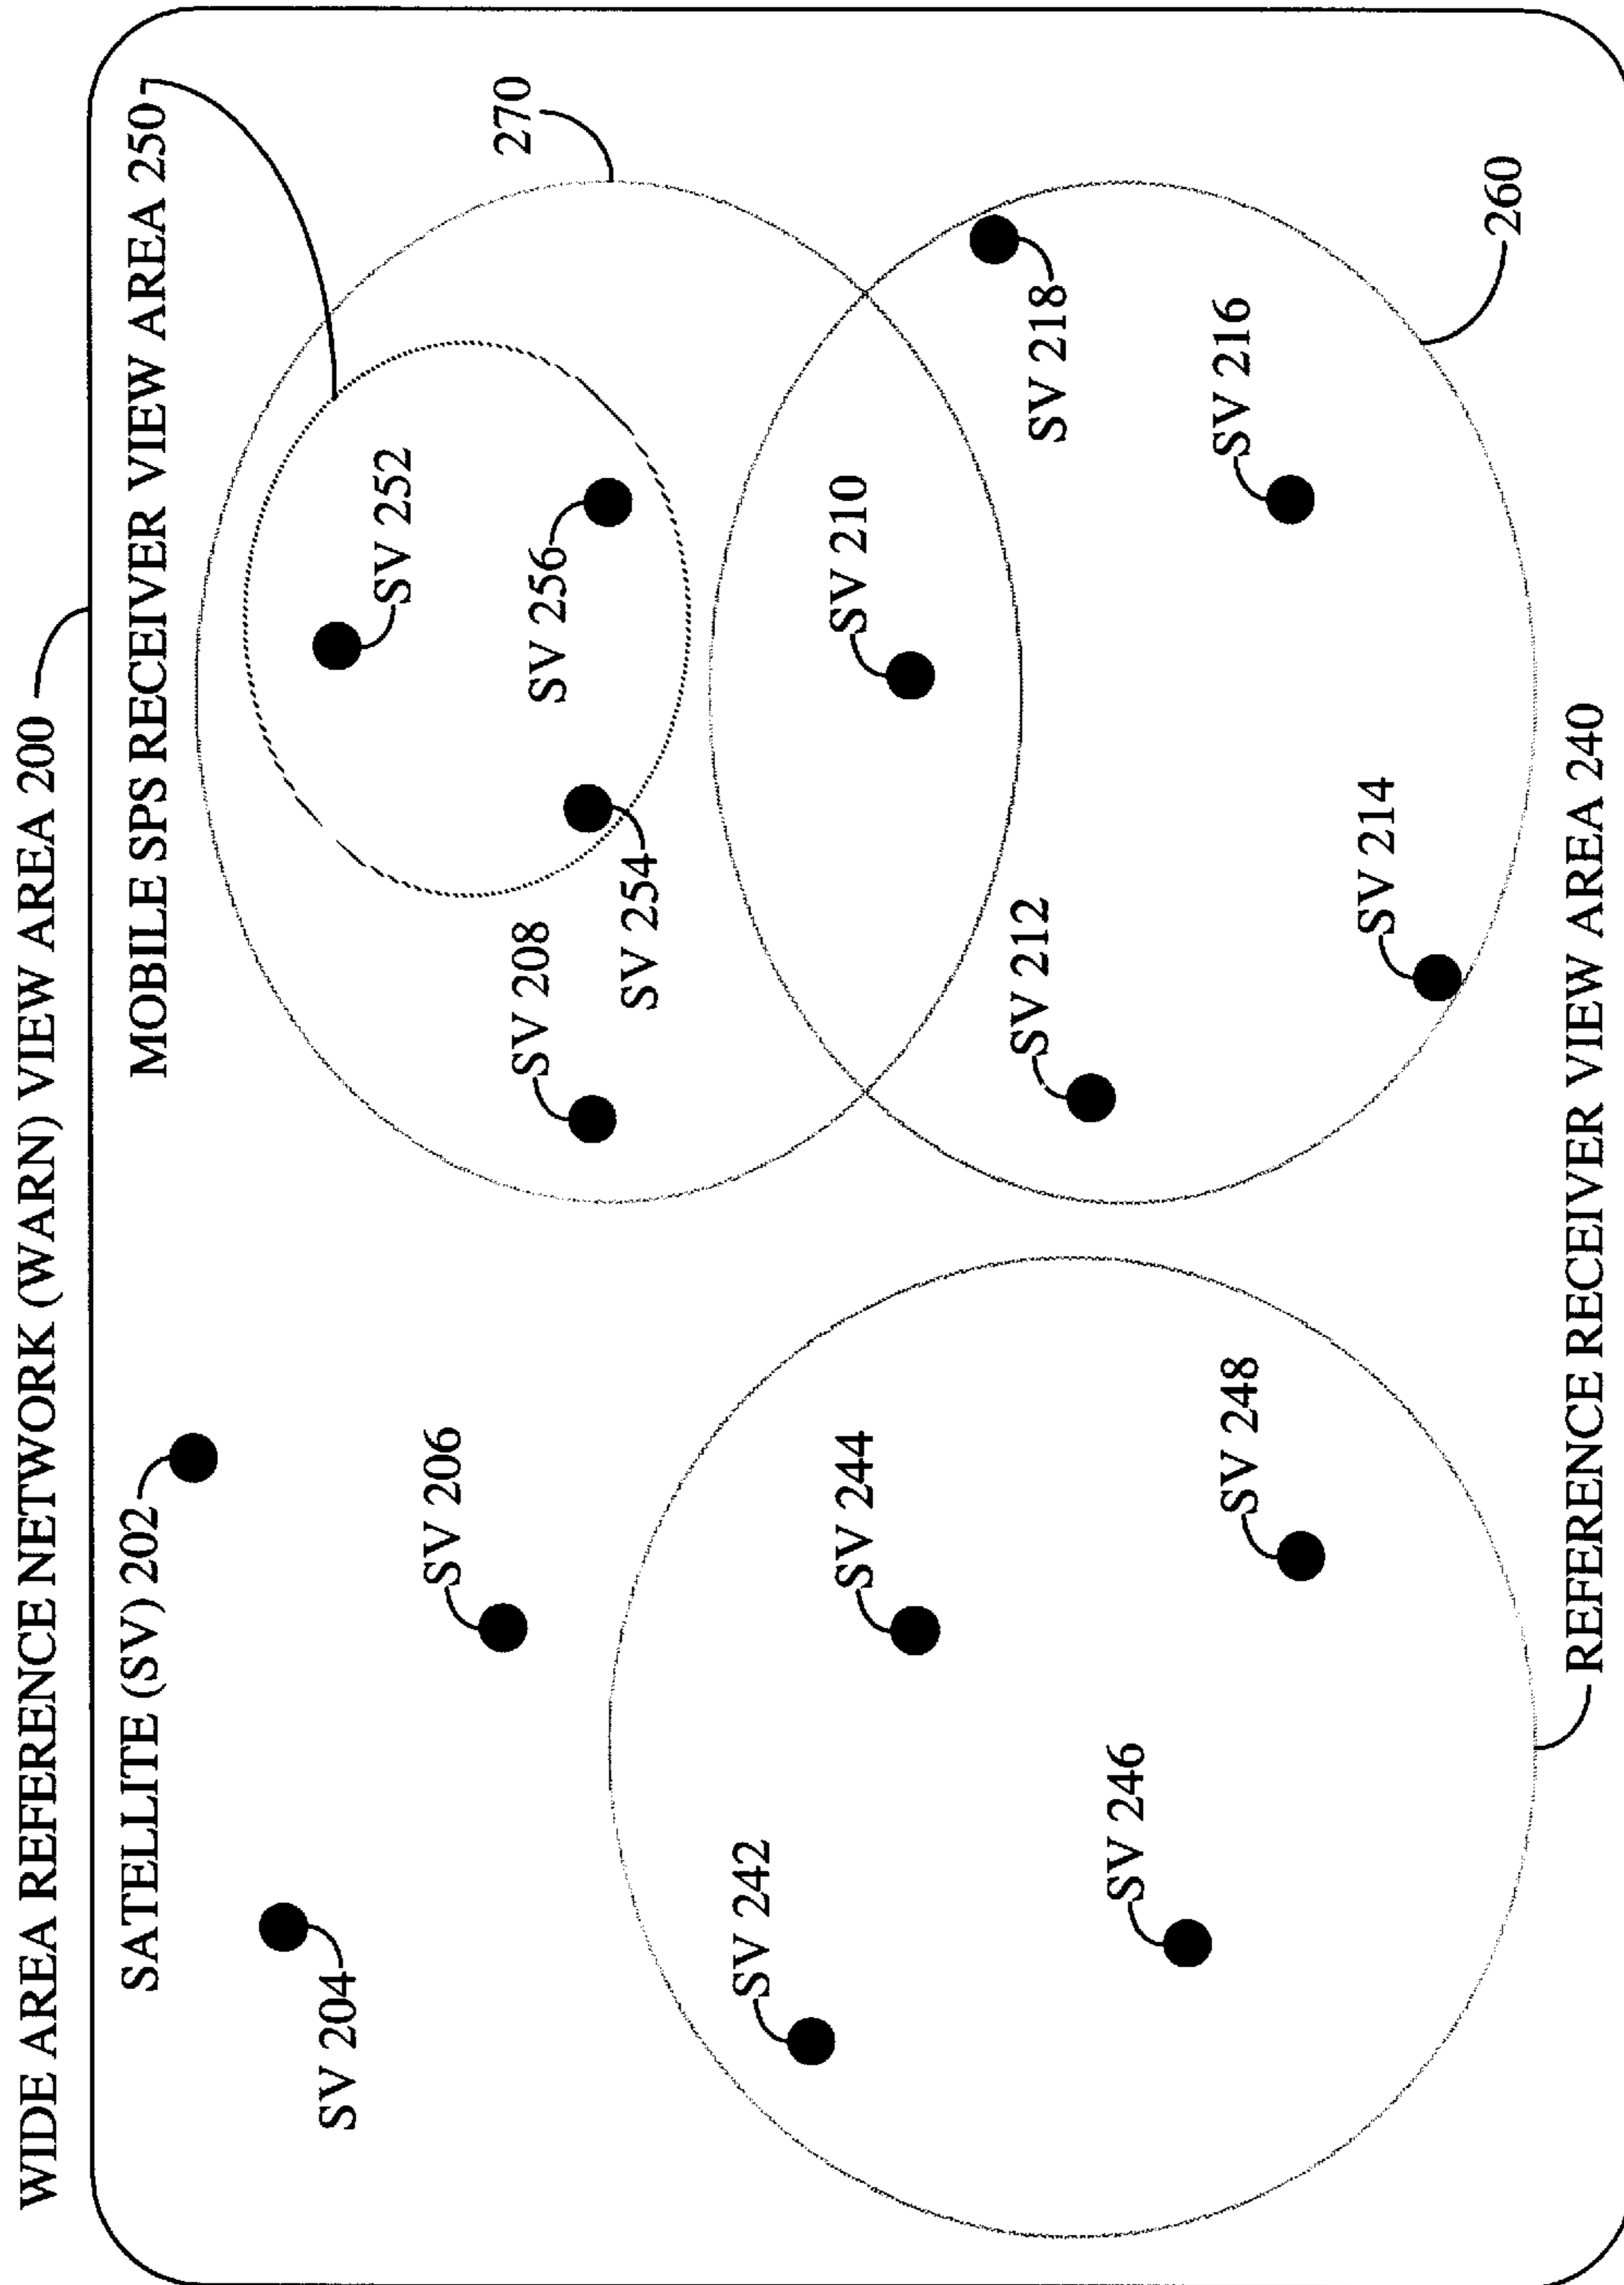 WIDE AREA REFERENCE NETWORK (WARN) VIEW AREA 200
SATELLITE (SV) 202
MOBILE SPS RECEIVER VIEW AREA 250
SV 204
SV 206
SV 208
SV 252
SV 256
SV 254
270
SV 242
SV 244
SV 210
SV 246
SV 212
SV 218
SV 248
SV 214
SV 216
260
REFERENCE RECEIVER VIEW AREA 240